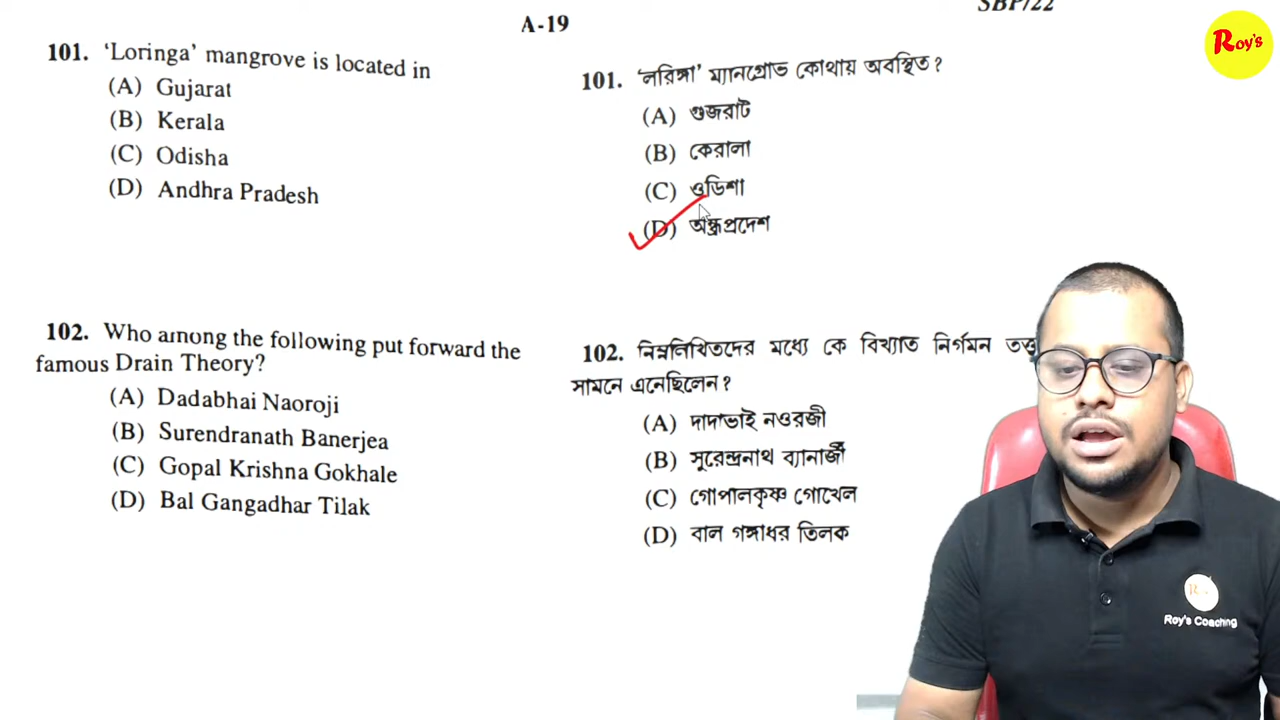 SBP/22
A-19
Roy's
101. 'Loringa' mangrove is located in
(A) Gujarat
(B) Kerala
(C) Odisha
(D) Andhra Pradesh
101. 'লরিঙ্গা' ম্যানগ্রোভ কোথায় অবস্থিত?
(A) গুজরাট
(B) কেরালা
(C) ওডিশা
(D) অন্ধ্রপ্রদেশ
102. Who among the following put forward the
famous Drain Theory?
(A) Dadabhai Naoroji
(B) Surendranath Banerjea
(C) Gopal Krishna Gokhale
(D) Bal Gangadhar Tilak
102. নিম্নলিখিতদের মধ্যে কে বিখ্যাত নির্গমন
সামনে এনেছিলেন?
(A) দাদাভাই নওরজী
(B) সুরেন্দ্রনাথ ব্যানার্জী
(C) গোপালকৃষ্ণ গোখেল
(D) বাল গঙ্গাধর তিলক
Roy's Coaching